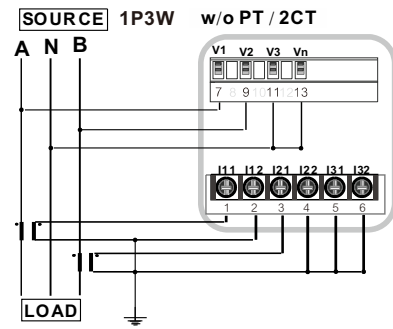 SOURCE 1P3W w/o PT / 2CT
A N B
V1 V2 V3 Vn
7 8 9 10 11 12 13
I11 I12 I21 I22 I31 I32
1 2 3 4 5 6
LOAD